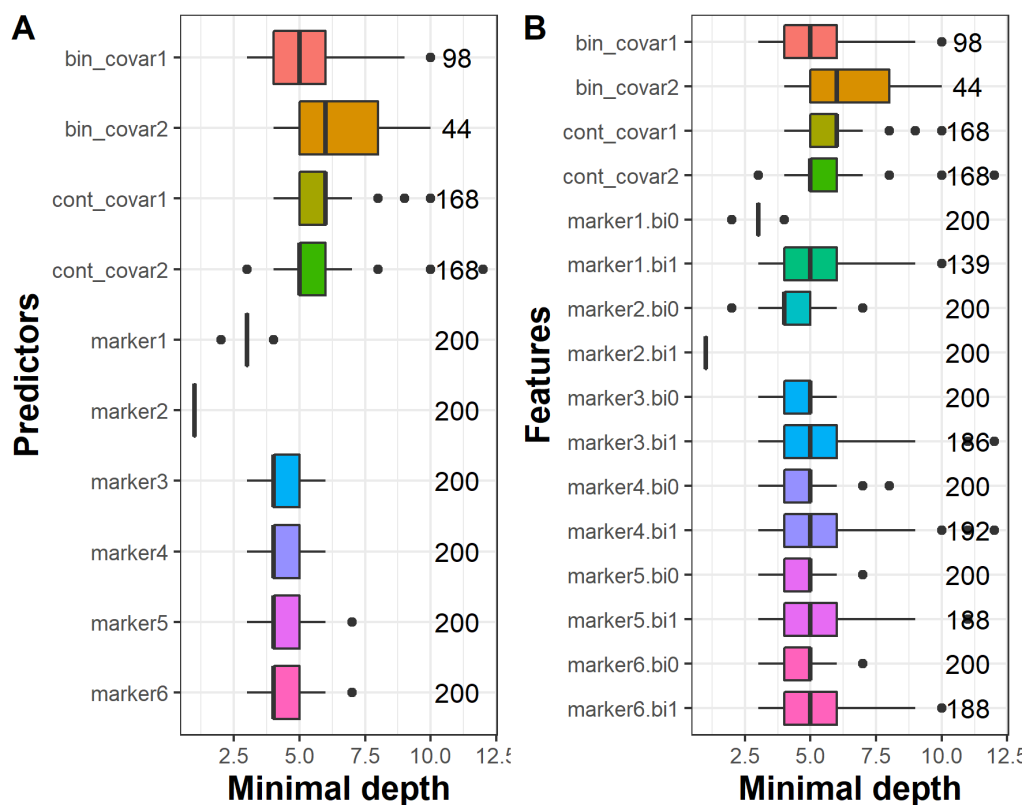 A
Predictors
bin_covar1 98
bin_covar2 44
cont_covar1 168
cont_covar2 168
marker1 200
marker2 200
marker3 200
marker4 200
marker5 200
marker6 200
2.5 5.0 7.5 10.0 12.5
Minimal depth
B
Features
bin_covar1 98
bin_covar2 44
cont_covar1 168
cont_covar2 168
marker1.bi0 200
marker1.bi1 139
marker2.bi0 200
marker2.bi1 200
marker3.bi0 200
marker3.bi1 186
marker4.bi0 200
marker4.bi1 192
marker5.bi0 200
marker5.bi1 188
marker6.bi0 200
marker6.bi1 188
2.5 5.0 7.5 10.0 12.5
Minimal depth